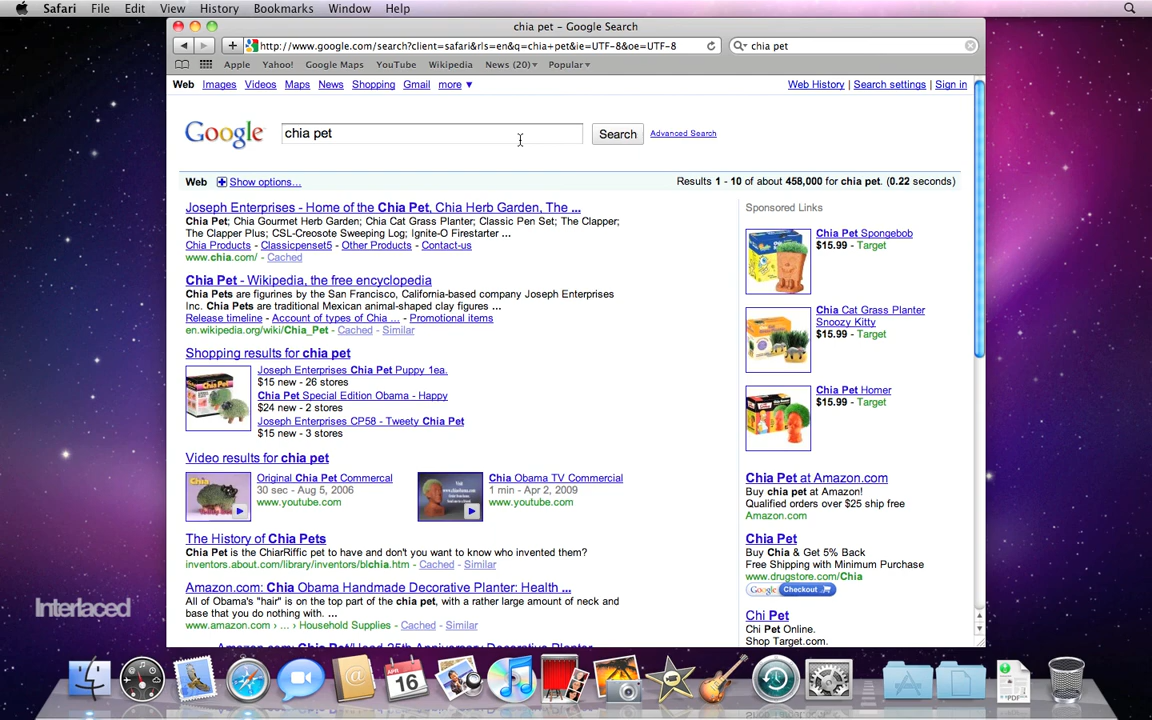 Safari File Edit View History Bookmarks Window Help
chia pet – Google Search
http://www.google.com/search?client=safari&rls=en&q=chia+pet&ie=UTF-8&oe=UTF-8
chia pet
Apple Yahoo! Google Maps YouTube Wikipedia News (20)▾ Popular▾
Web Images Videos Maps News Shopping Gmail more ▼
Web History | Search settings | Sign in
Google
chia pet
Search
Advanced Search
Web Show options...
Results 1 - 10 of about 458,000 for chia pet. (0.22 seconds)
Joseph Enterprises - Home of the Chia Pet, Chia Herb Garden, The ...
Chia Pet; Chia Gourmet Herb Garden; Chia Cat Grass Planter; Classic Pen Set; The Clapper;
The Clapper Plus; CSL-Creosote Sweeping Log; Ignite-O Firestarter ...
Chia Products - Classicpenset5 - Other Products - Contact-us
www.chia.com/ - Cached
Chia Pet - Wikipedia, the free encyclopedia
Chia Pets are figurines by the San Francisco, California-based company Joseph Enterprises
Inc. Chia Pets are traditional Mexican animal-shaped clay figures ...
Release timeline - Account of types of Chia ... - Promotional items
en.wikipedia.org/wiki/Chia_Pet - Cached - Similar
Shopping results for chia pet
Joseph Enterprises Chia Pet Puppy 1ea.
$15 new - 26 stores
Chia Pet Special Edition Obama - Happy
$24 new - 2 stores
Joseph Enterprises CP58 - Tweety Chia Pet
$15 new - 3 stores
Video results for chia pet
Original Chia Pet Commercal
30 sec - Aug 5, 2006
www.youtube.com
Chia Obama TV Commercial
1 min - Apr 2, 2009
www.youtube.com
The History of Chia Pets
Chia Pet is the ChiarRiffic pet to have and don't you want to know who invented them?
inventors.about.com/library/inventors/blchia.htm - Cached - Similar
Amazon.com: Chia Obama Handmade Decorative Planter: Health ...
All of Obama's "hair" is on the top part of the chia pet, with a rather large amount of neck and
base that you do nothing with. ...
www.amazon.com › ... › Household Supplies - Cached - Similar
Sponsored Links
Chia Pet Spongebob
$15.99 - Target
Chia Cat Grass Planter
Snoozy Kitty
$15.99 - Target
Chia Pet Homer
$15.99 - Target
Chia Pet at Amazon.com
Buy chia pet at Amazon!
Qualified orders over $25 ship free
Amazon.com
Chia Pet
Buy Chia & Get 5% Back
Free Shipping with Minimum Purchase
www.drugstore.com/Chia
Google Checkout
Chi Pet
Chi Pet Online.
Shop Target.com.
Interlaced
APR
16
PDF